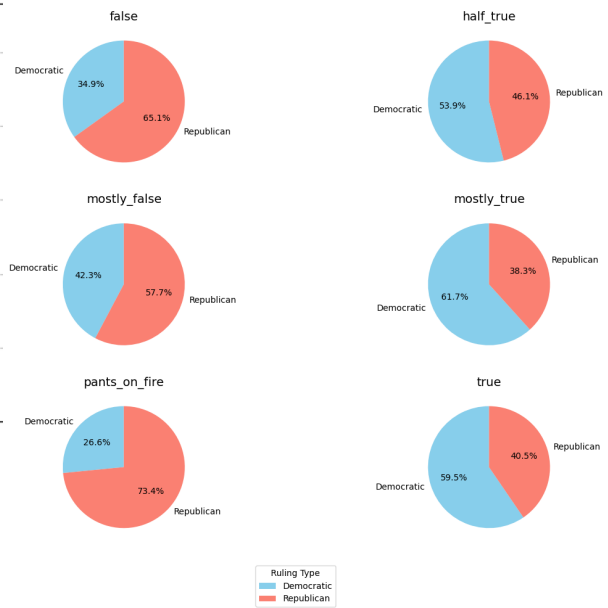 false
Democratic
34.9%
65.1%
Republican
half_true
Democratic
53.9%
46.1%
Republican
mostly_false
Democratic
42.3%
57.7%
Republican
mostly_true
Democratic
61.7%
38.3%
Republican
pants_on_fire
Democratic
26.6%
73.4%
Republican
true
Democratic
59.5%
40.5%
Republican
Ruling Type
Democratic
Republican